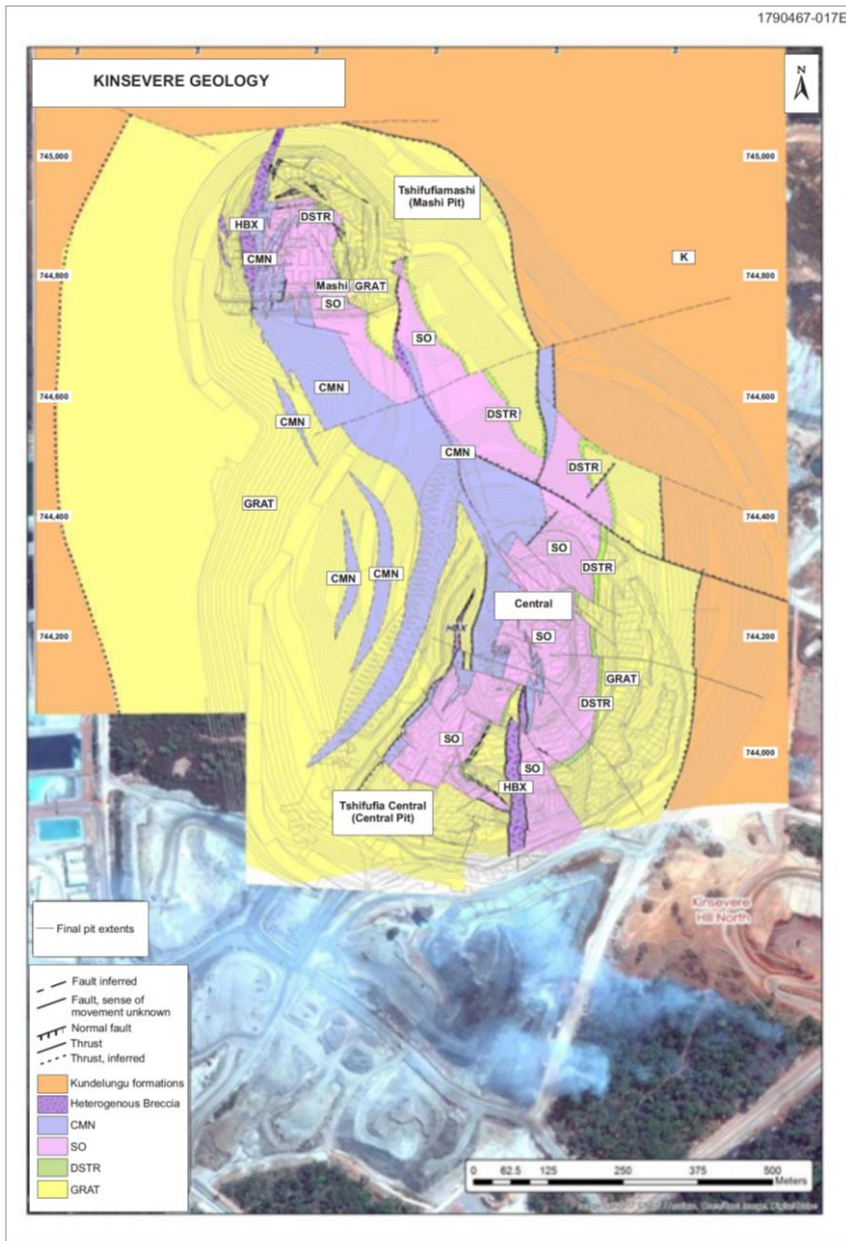 1790467-017E
KINSEVERE GEOLOGY
N
745,000
745,000
Tshifufiamashi
(Mashi Pit)
HBX
DSTR
CMN
K
744,800
744,800
Mashi
GRAT
SO
SO
CMN
744,600
744,600
DSTR
CMN
CMN
DSTR
GRAT
744,400
744,400
SO
DSTR
CMN
CMN
Central
HBX
SO
744,200
744,200
GRAT
DSTR
SO
744,000
SO
HBX
Tshifufia Central
(Central Pit)
Kinsevere
Hill North
Final pit extents
Fault inferred
Fault, sense of
movement unknown
Normal fault
Thrust
Thrust, inferred
Kundelungu formations
Heterogenous Breccia
CMN
SO
DSTR
GRAT
0 62.5 125 250 375 500
Meters